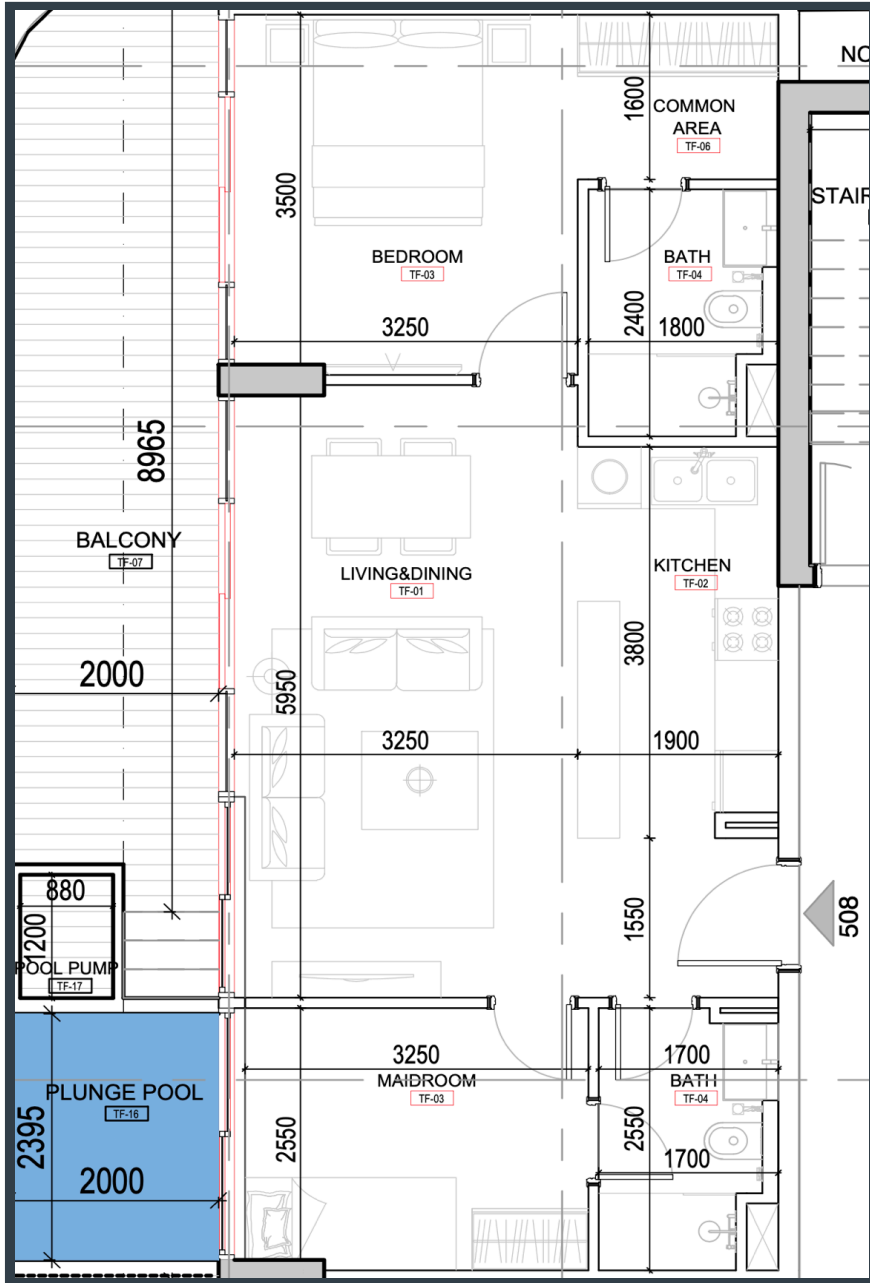 NO
1600
COMMON
AREA
TF-06
3500
STAIR
BEDROOM
TF-03
BATH
TF-04
2400
3250
1800
8965
BALCONY
TF-07
LIVING&DINING
TF-01
KITCHEN
TF-02
3800
2000
5950
3250
1900
880
1200
POOL PUMP
TF-17
1550
508
3250
1700
MAIDROOM
TF-03
BATH
TF-04
PLUNGE POOL
TF-16
2395
2550
2550
1700
2000